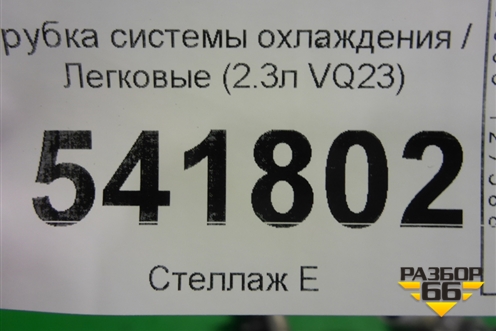 рубка системы охлаждения /
Легковые (2.3л VQ23)
541802
Стеллаж Е
РАЗБОР
66